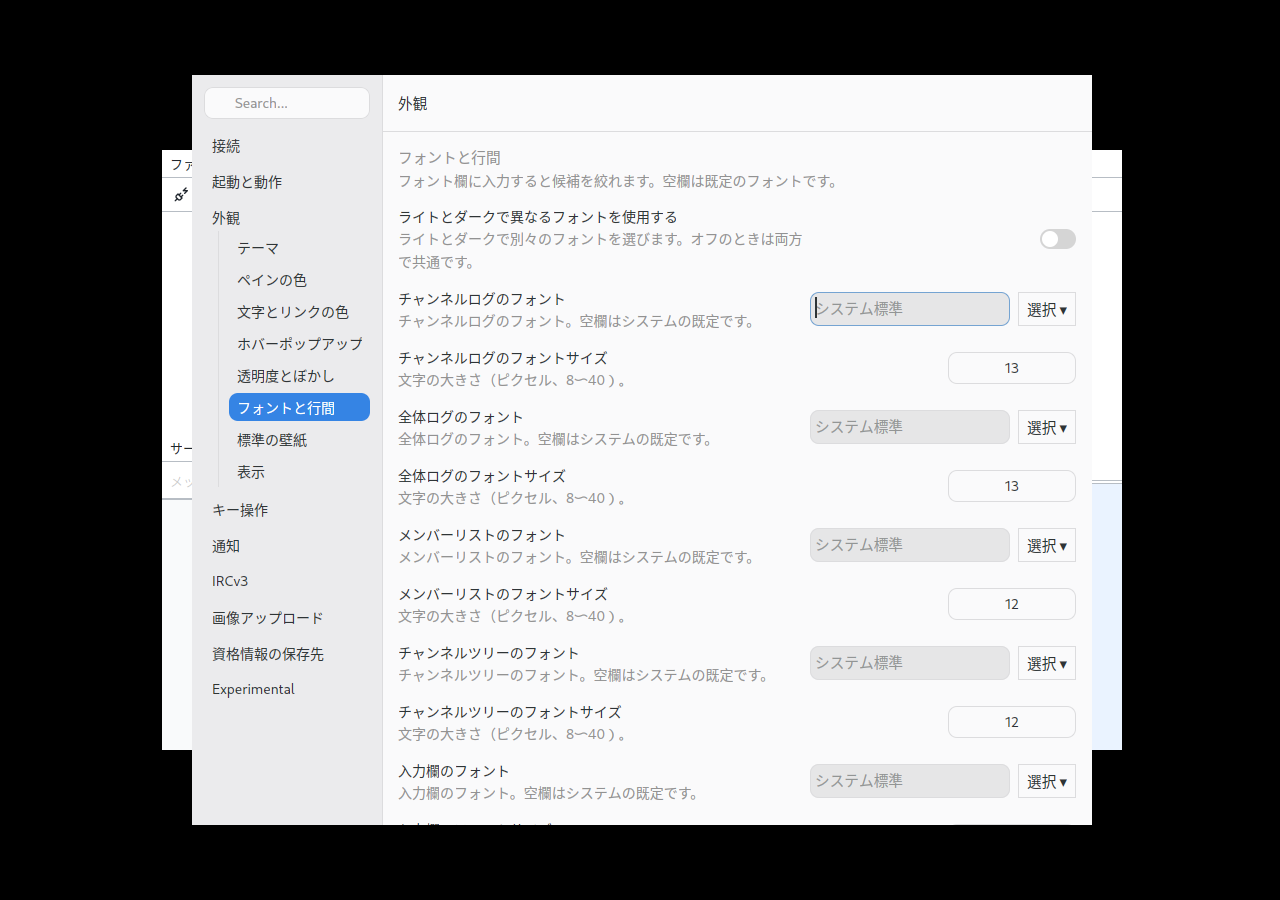 Search...
接続
起動と動作
外観
テーマ
ペインの色
文字とリンクの色
ホバーポップアップ
透明度とぼかし
フォントと行間
標準の壁紙
表示
キー操作
通知
IRCv3
画像アップロード
資格情報の保存先
Experimental
ファ
サー
メッ
外観
フォントと行間
フォント欄に入力すると候補を絞れます。空欄は既定のフォントです。
ライトとダークで異なるフォントを使用する
ライトとダークで別々のフォントを選びます。オフのときは両方
で共通です。
チャンネルログのフォント
チャンネルログのフォント。空欄はシステムの既定です。
システム標準 選択 ▾
チャンネルログのフォントサイズ
文字の大きさ（ピクセル、8〜40 ）。
13
全体ログのフォント
全体ログのフォント。空欄はシステムの既定です。
システム標準 選択 ▾
全体ログのフォントサイズ
文字の大きさ（ピクセル、8〜40 ）。
13
メンバーリストのフォント
メンバーリストのフォント。空欄はシステムの既定です。
システム標準 選択 ▾
メンバーリストのフォントサイズ
文字の大きさ（ピクセル、8〜40 ）。
12
チャンネルツリーのフォント
チャンネルツリーのフォント。空欄はシステムの既定です。
システム標準 選択 ▾
チャンネルツリーのフォントサイズ
文字の大きさ（ピクセル、8〜40 ）。
12
入力欄のフォント
入力欄のフォント。空欄はシステムの既定です。
システム標準 選択 ▾